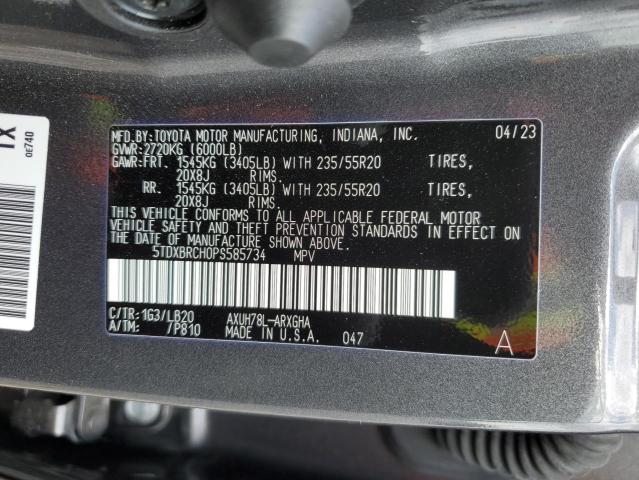 MFD.BY:TOYOTA MOTOR MANUFACTURING, INDIANA, INC. 04/23
GVWR:2720KG (6000LB)
GAWR:FRT. 1545KG (3405LB) WITH 235/55R20 TIRES,
20X8J RIMS.
RR. 1545KG (3405LB) WITH 235/55R20 TIRES,
20X8J RIMS.
THIS VEHICLE CONFORMS TO ALL APPLICABLE FEDERAL MOTOR
VEHICLE SAFETY AND THEFT PREVENTION STANDARDS IN EFFECT ON
THE DATE OF MANUFACTURE SHOWN ABOVE.
5TDXBRCH0PS585734 MPV
C/TR:1G3/LB20 AXUH78L-ARXGHA
A/TM: /P810 MADE IN U.S.A. 047
A
1X
0E740